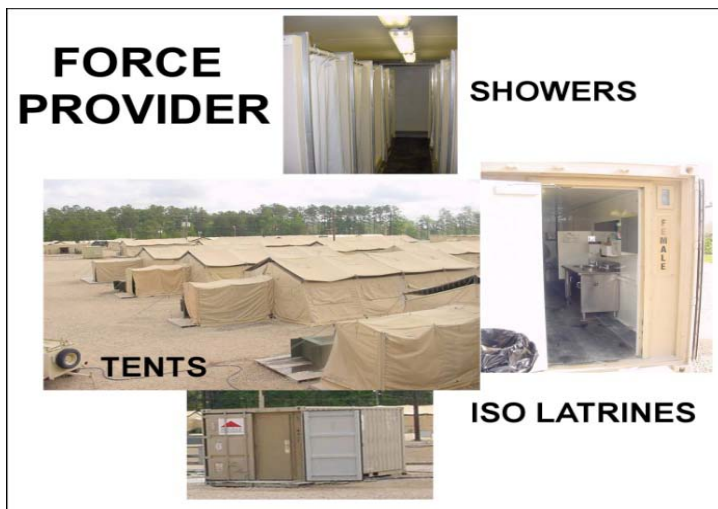 FORCE
PROVIDER
SHOWERS
FEMALE
TENTS
ISO LATRINES